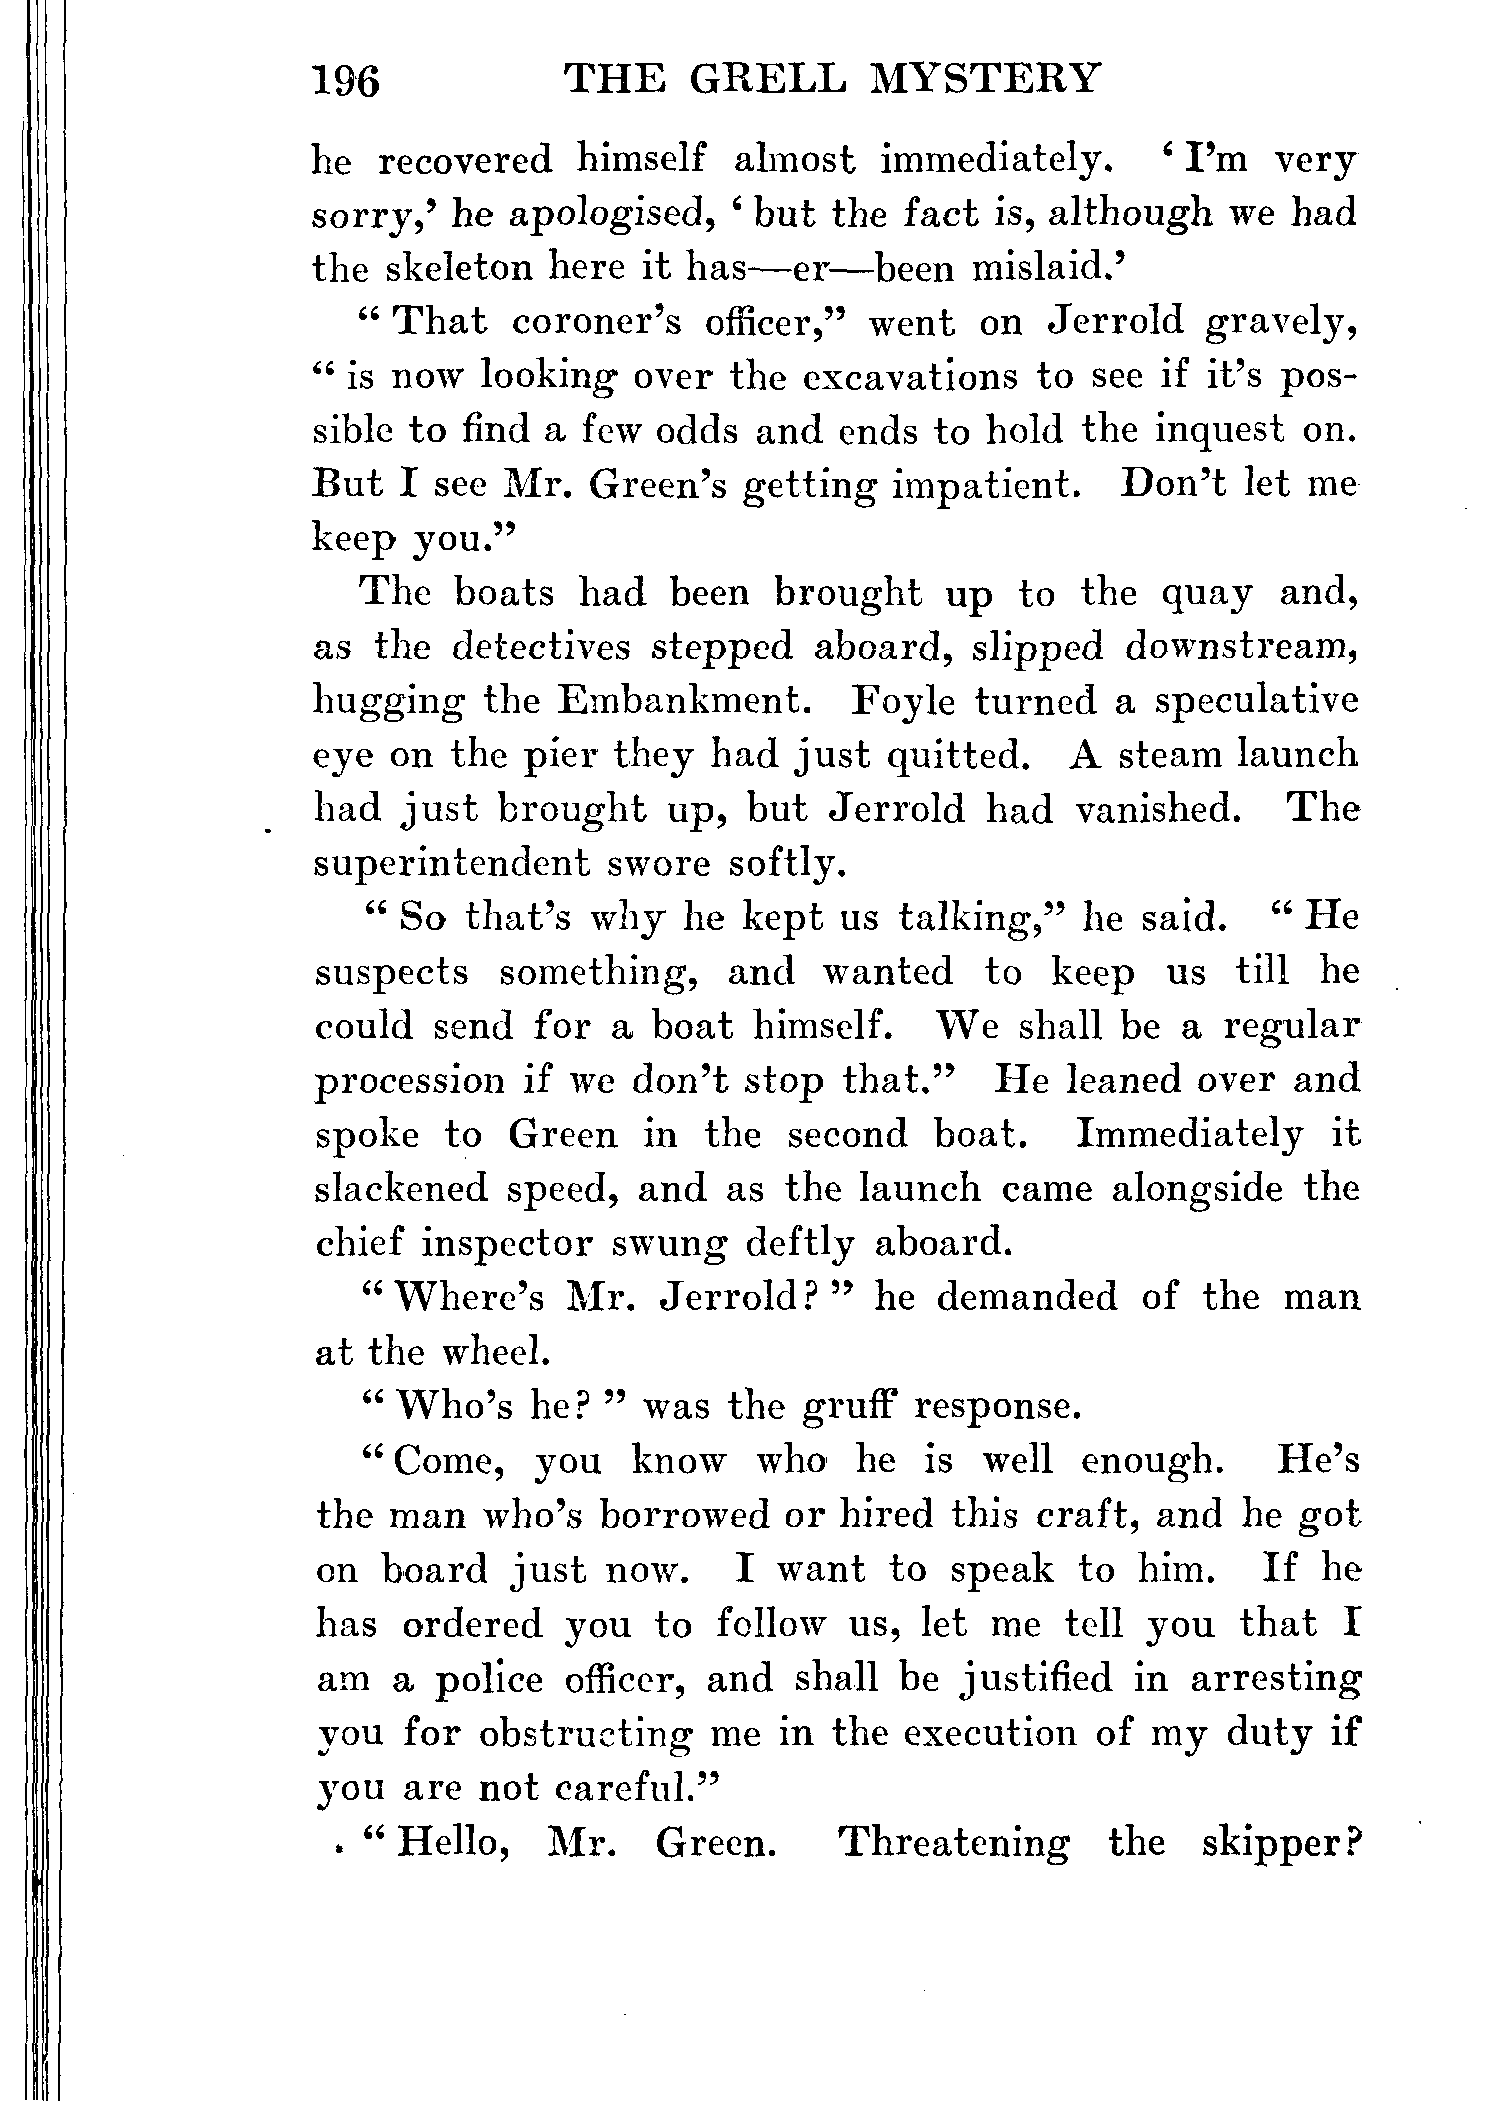 196 THE GRELL MYSTERY
he recovered himself almost immediately. ‘ I’m very
sorry,’ he apologised, ‘ but the fact is, although we had
the skeleton here it has—er—been mislaid.’
“ That coroner’s officer,” went on Jerrold gravely,
“ is now looking over the excavations to see if it’s pos-
sible to find a few odds and ends to hold the inquest on.
But I see Mr. Green’s getting impatient. Don’t let me
keep you.”
The boats had been brought up to the quay and,
as the detectives stepped aboard, slipped downstream,
hugging the Embankment. Foyle turned a speculative
eye on the pier they had just quitted. A steam launch
had just brought up, but Jerrold had vanished. The
superintendent swore softly.
“ So that’s why he kept us talking,” he said. “ He
suspects something, and wanted to keep us till he
could send for a boat himself. We shall be a regular
procession if we don’t stop that.” He leaned over and
spoke to Green in the second boat. Immediately it
slackened speed, and as the launch came alongside the
chief inspector swung deftly aboard.
“ Where’s Mr. Jerrold? ” he demanded of the man
at the wheel.
“ Who’s he? ” was the gruff response.
“ Come, you know who he is well enough. He’s
the man who’s borrowed or hired this craft, and he got
on board just now. I want to speak to him. If he
has ordered you to follow us, let me tell you that I
am a police officer, and shall be justified in arresting
you for obstructing me in the execution of my duty if
you are not careful.”
“ Hello, Mr. Green. Threatening the skipper?